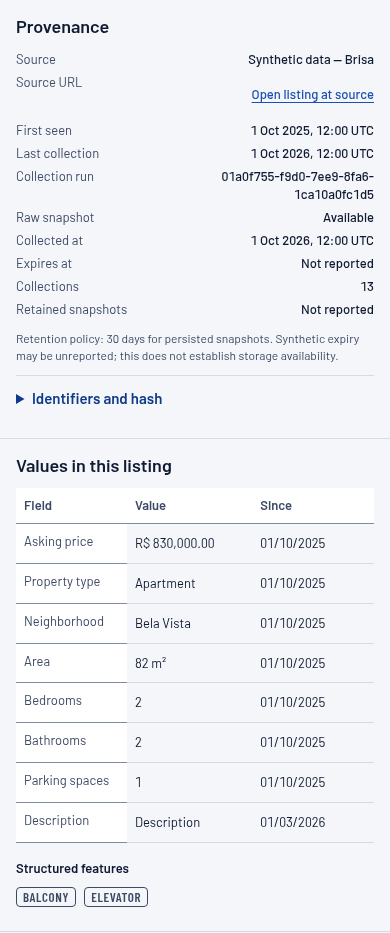 Provenance
Source Synthetic data — Brisa
Source URL Open listing at source
First seen 1 Oct 2025, 12:00 UTC
Last collection 1 Oct 2026, 12:00 UTC
Collection run 01a0f755-f9d0-7ee9-8fa6-
1ca10a0fc1d5
Raw snapshot Available
Collected at 1 Oct 2026, 12:00 UTC
Expires at Not reported
Collections 13
Retained snapshots Not reported
Retention policy: 30 days for persisted snapshots. Synthetic expiry
may be unreported; this does not establish storage availability.
Identifiers and hash
Values in this listing
Field Value Since
Asking price R$ 830,000.00 01/10/2025
Property type Apartment 01/10/2025
Neighborhood Bela Vista 01/10/2025
Area 82 m² 01/10/2025
Bedrooms 2 01/10/2025
Bathrooms 2 01/10/2025
Parking spaces 1 01/10/2025
Description Description 01/03/2026
Structured features
BALCONY ELEVATOR